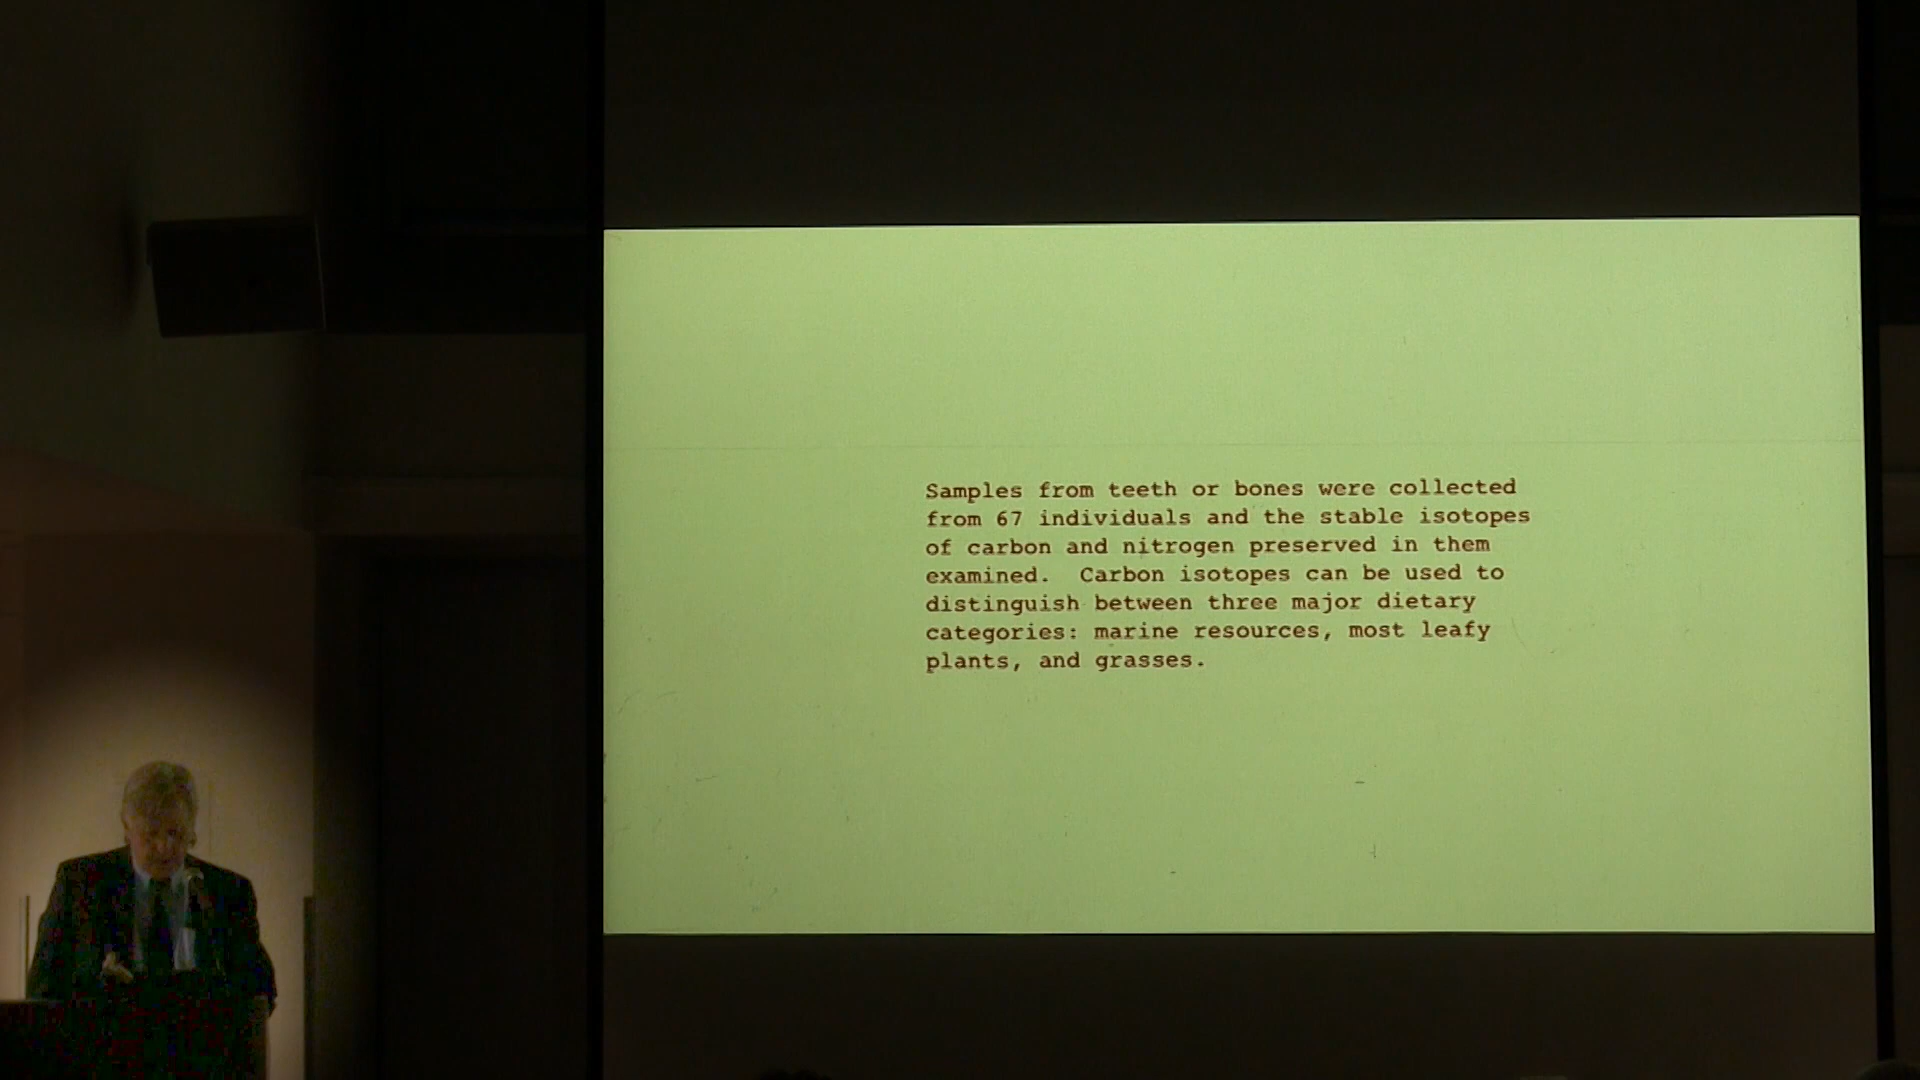 Samples from teeth or bones were collected
from 67 individuals and the stable isotopes
of carbon and nitrogen preserved in them
examined.  Carbon isotopes can be used to
distinguish between three major dietary
categories: marine resources, most leafy
plants, and grasses.